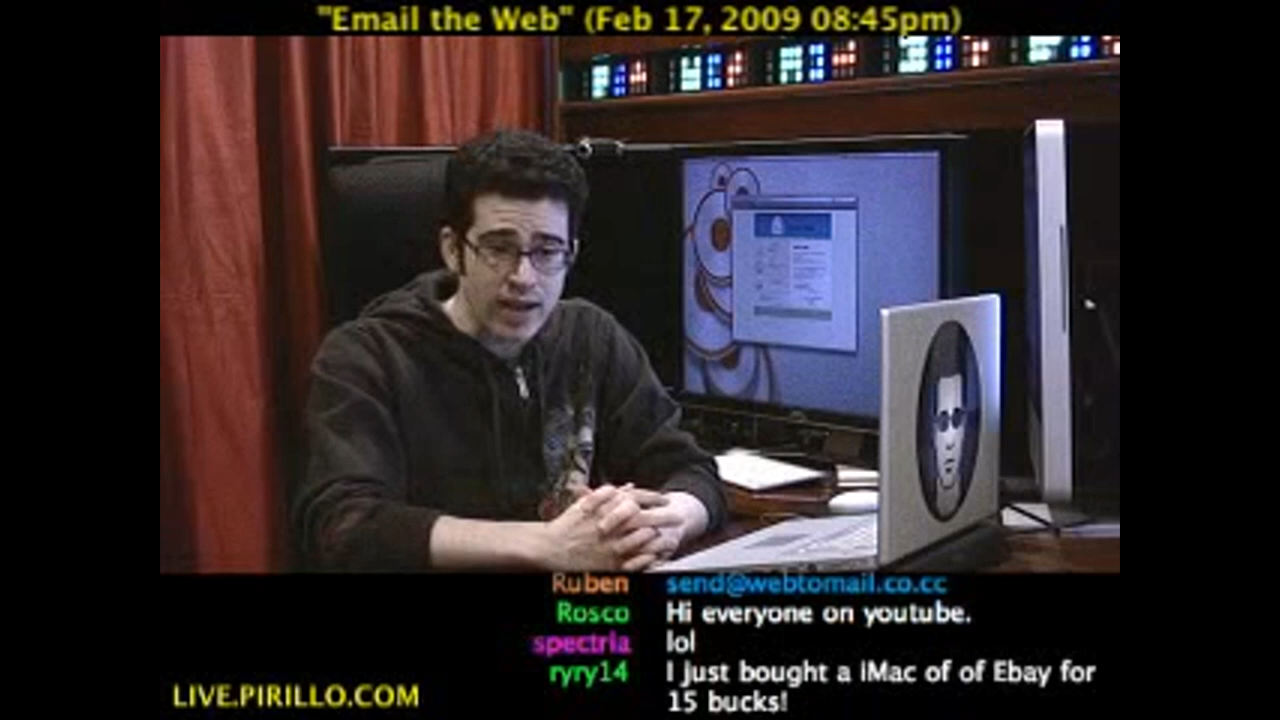 "Email the Web" (Feb 17, 2009 08:45pm)
Ruben send@webtomail.co.cc
Rosco Hi everyone on youtube.
spectria lol
ryry14 I just bought a iMac of of Ebay for
15 bucks!
LIVE.PIRILLO.COM